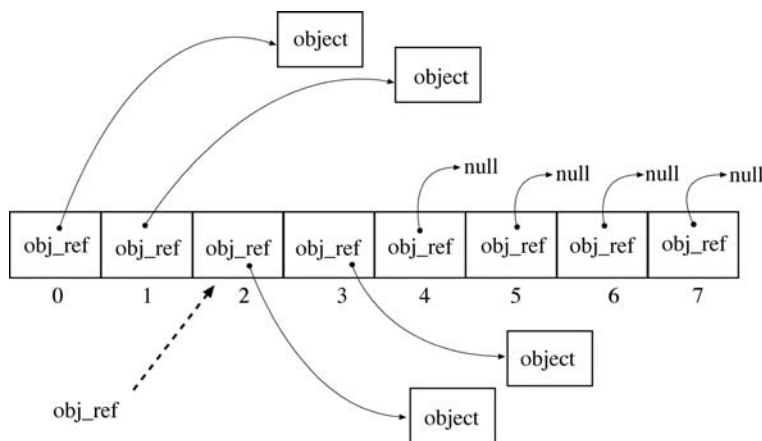 object
object
null
null
null
null
obj_ref
obj_ref
obj_ref
obj_ref
obj_ref
obj_ref
obj_ref
obj_ref
0
1
2
3
4
5
6
7
object
obj_ref
object